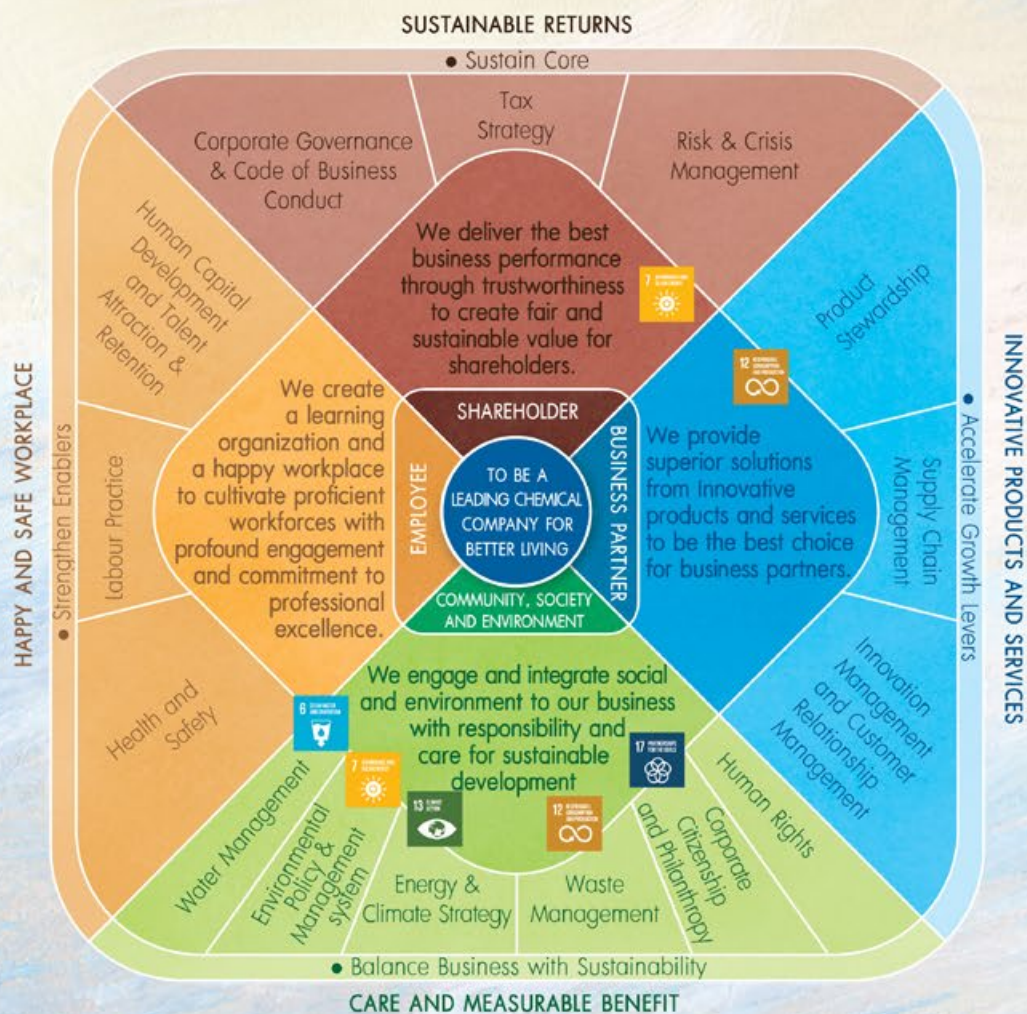 SUSTAINABLE RETURNS
• Sustain Core
Corporate Governance
& Code of Business
Conduct
Tax
Strategy
Risk & Crisis
Management
We deliver the best
business performance
through trustworthiness
to create fair and
sustainable value for
shareholders.
7
HAPPY AND SAFE WORKPLACE
• Strengthen Enablers
Human Capital
Development
and Talent
Attraction &
Retention
Labour Practice
Health and
Safety
We create
a learning
organization and
a happy workplace
to cultivate proficient
workforces with
profound engagement
and commitment to
professional
excellence.
SHAREHOLDER
EMPLOYEE
TO BE A
LEADING CHEMICAL
COMPANY FOR
BETTER LIVING
BUSINESS PARTNER
COMMUNITY, SOCIETY
AND ENVIRONMENT
12
We provide
superior solutions
from Innovative
products and services
to be the best choice
for business partners.
Product
Stewardship
Supply Chain
Management
Innovation
Management
and Customer
Relationship
Management
• Accelerate Growth Levers
INNOVATIVE PRODUCTS AND SERVICES
We engage and integrate social
and environment to our business
with responsibility and
care for sustainable
development
6
7
13
12
17
Water Management
Environmental
Policy &
Management
system
Energy &
Climate Strategy
Waste
Management
Corporate
Citizenship
and Philanthropy
Human Rights
• Balance Business with Sustainability
CARE AND MEASURABLE BENEFIT